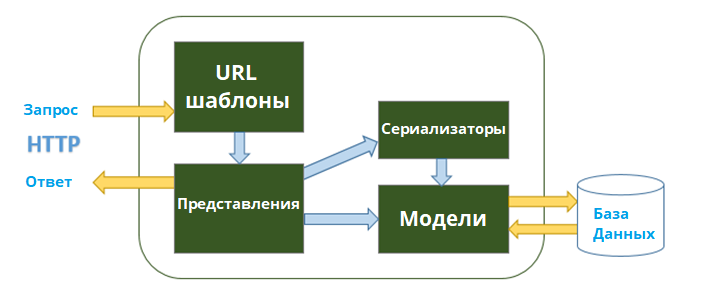 URL
шаблоны
Запрос
HTTP
Ответ
Представления
Сериализаторы
Модели
База
Данных